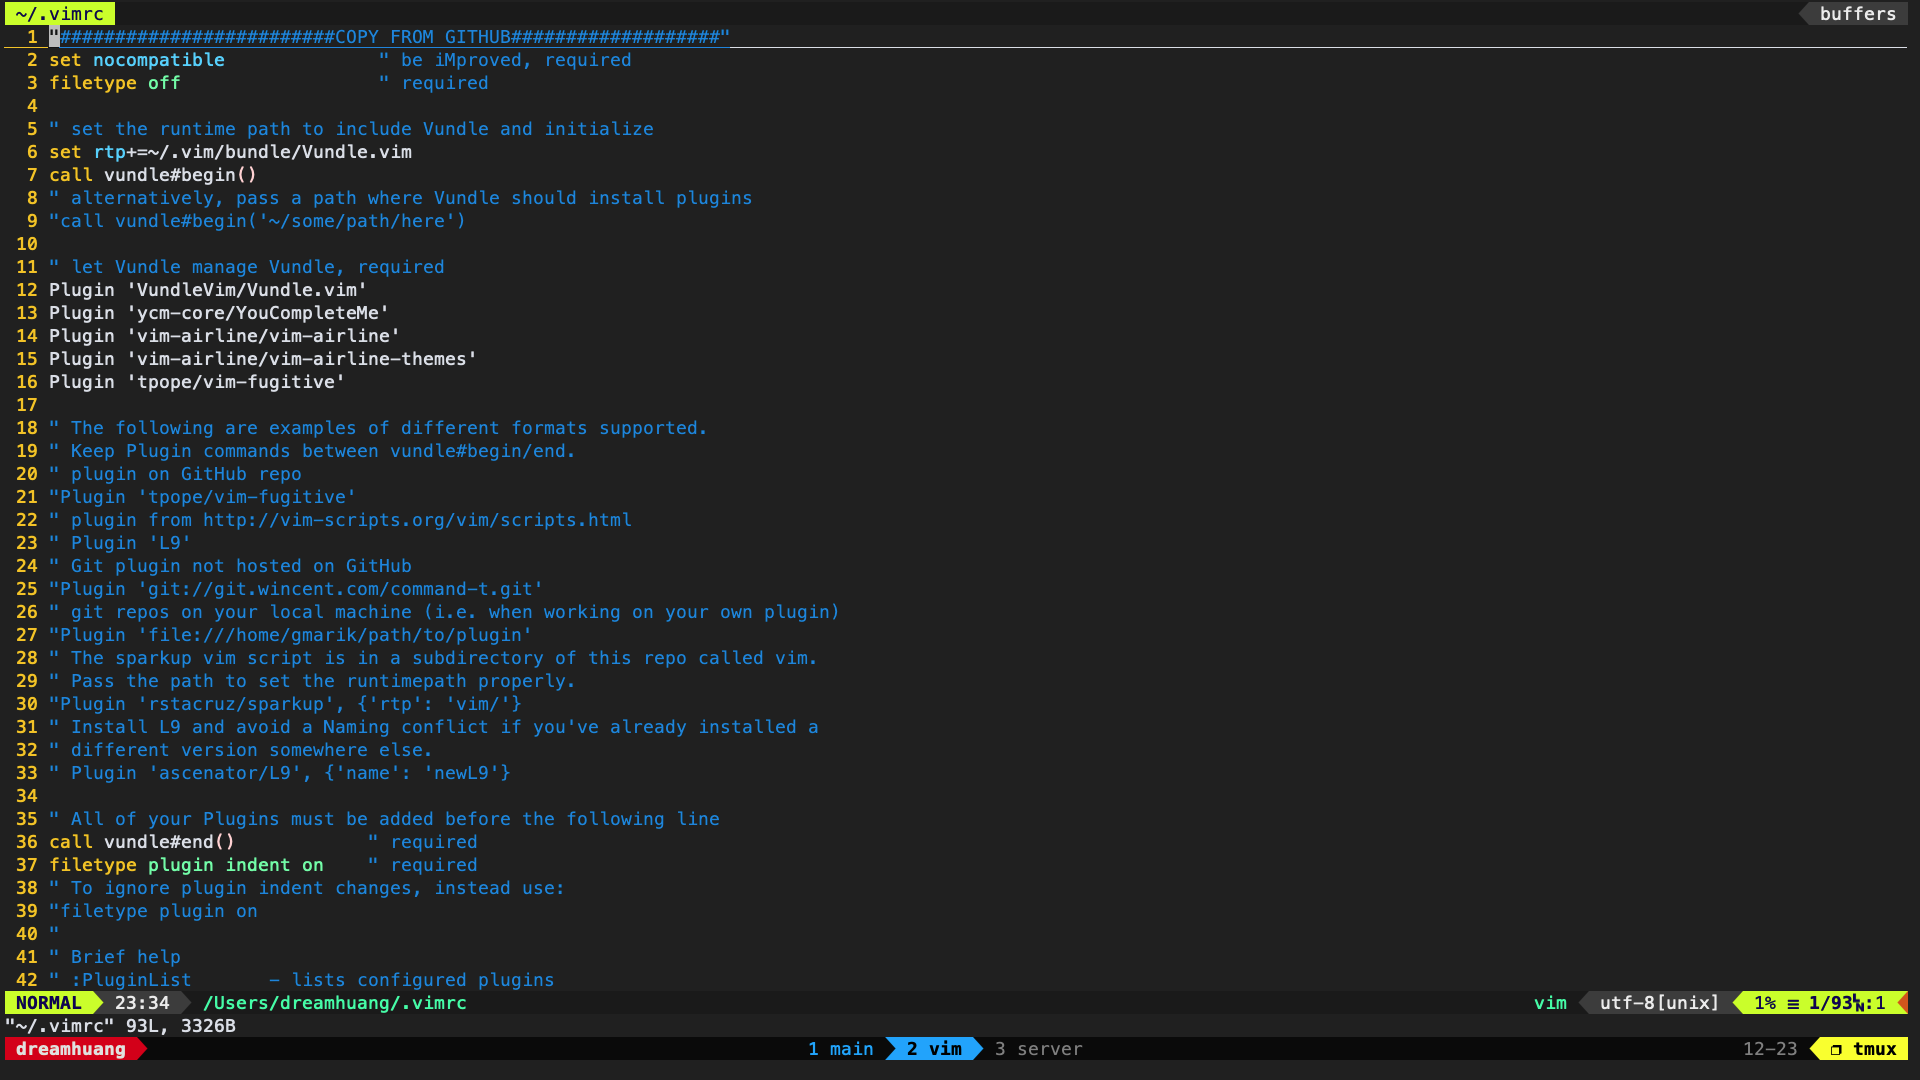 ~/.vimrc buffers
1 "#########################COPY FROM GITHUB###################"
2 set nocompatible              " be iMproved, required
3 filetype off                  " required
4
5 " set the runtime path to include Vundle and initialize
6 set rtp+=~/.vim/bundle/Vundle.vim
7 call vundle#begin()
8 " alternatively, pass a path where Vundle should install plugins
9 "call vundle#begin('~/some/path/here')
10
11 " let Vundle manage Vundle, required
12 Plugin 'VundleVim/Vundle.vim'
13 Plugin 'ycm-core/YouCompleteMe'
14 Plugin 'vim-airline/vim-airline'
15 Plugin 'vim-airline/vim-airline-themes'
16 Plugin 'tpope/vim-fugitive'
17
18 " The following are examples of different formats supported.
19 " Keep Plugin commands between vundle#begin/end.
20 " plugin on GitHub repo
21 "Plugin 'tpope/vim-fugitive'
22 " plugin from http://vim-scripts.org/vim/scripts.html
23 " Plugin 'L9'
24 " Git plugin not hosted on GitHub
25 "Plugin 'git://git.wincent.com/command-t.git'
26 " git repos on your local machine (i.e. when working on your own plugin)
27 "Plugin 'file:///home/gmarik/path/to/plugin'
28 " The sparkup vim script is in a subdirectory of this repo called vim.
29 " Pass the path to set the runtimepath properly.
30 "Plugin 'rstacruz/sparkup', {'rtp': 'vim/'}
31 " Install L9 and avoid a Naming conflict if you've already installed a
32 " different version somewhere else.
33 " Plugin 'ascenator/L9', {'name': 'newL9'}
34
35 " All of your Plugins must be added before the following line
36 call vundle#end()            " required
37 filetype plugin indent on    " required
38 " To ignore plugin indent changes, instead use:
39 "filetype plugin on
40 "
41 " Brief help
42 " :PluginList       - lists configured plugins
NORMAL 23:34 /Users/dreamhuang/.vimrc vim utf-8[unix] 1% ≡ 1/93␤:1
"~/.vimrc" 93L, 3326B
dreamhuang 1 main 2 vim 3 server 12-23 ❐ tmux